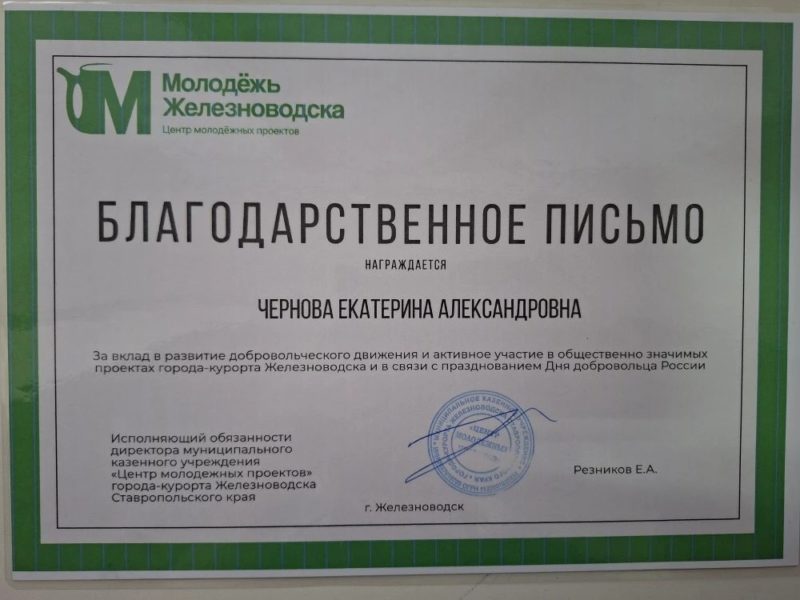 Молодёжь
Железноводска
Центр молодёжных проектов
БЛАГОДАРСТВЕННОЕ ПИСЬМО
НАГРАЖДАЕТСЯ
ЧЕРНОВА ЕКАТЕРИНА АЛЕКСАНДРОВНА
За вклад в развитие добровольческого движения и активное участие в общественно значимых
проектах города-курорта Железноводска и в связи с празднованием Дня добровольца России
Исполняющий обязанности
директора муниципального
казенного учреждения
«Центр молодежных проектов»
города-курорта Железноводска
Ставропольского края
«ЦЕНТР
МОЛОДЕЖНЫХ
Резников Е.А.
г. Железноводск